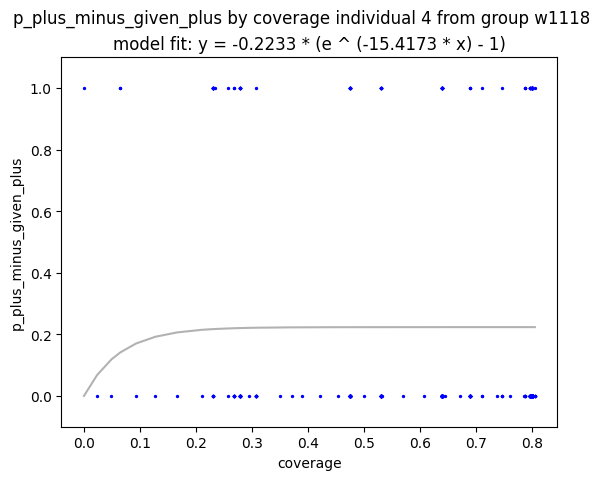 p_plus_minus_given_plus by coverage individual 4 from group w1118
model fit: y = -0.2233 * (e ^ (-15.4173 * x) - 1)
1.0
0.8
0.6
0.4
0.2
0.0
p_plus_minus_given_plus
0.0 0.1 0.2 0.3 0.4 0.5 0.6 0.7 0.8
coverage